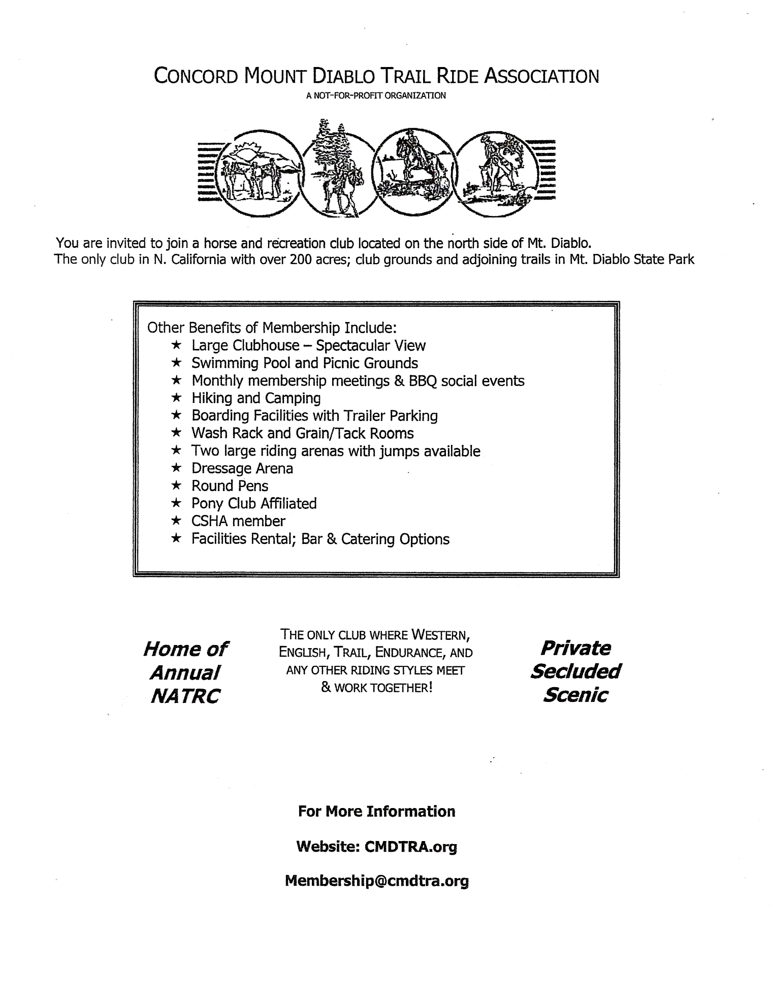 CONCORD MOUNT DIABLO TRAIL RIDE ASSOCIATION
A NOT-FOR-PROFIT ORGANIZATION
You are invited to join a horse and recreation club located on the north side of Mt. Diablo.
The only club in N. California with over 200 acres; club grounds and adjoining trails in Mt. Diablo State Park
Other Benefits of Membership Include:
★ Large Clubhouse – Spectacular View
★ Swimming Pool and Picnic Grounds
★ Monthly membership meetings & BBQ social events
★ Hiking and Camping
★ Boarding Facilities with Trailer Parking
★ Wash Rack and Grain/Tack Rooms
★ Two large riding arenas with jumps available
★ Dressage Arena
★ Round Pens
★ Pony Club Affiliated
★ CSHA member
★ Facilities Rental; Bar & Catering Options
Home of
Annual
NATRC
THE ONLY CLUB WHERE WESTERN,
ENGLISH, TRAIL, ENDURANCE, AND
ANY OTHER RIDING STYLES MEET
& WORK TOGETHER!
Private
Secluded
Scenic
For More Information
Website: CMDTRA.org
Membership@cmdtra.org